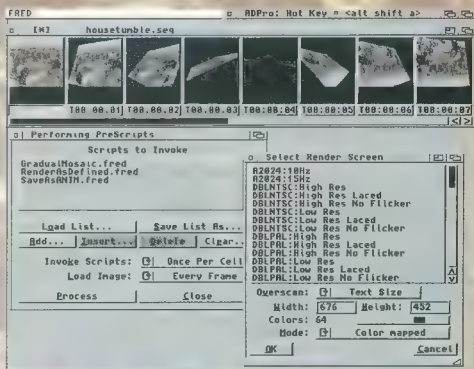 FRED
ADPro: Hot Key = <alt shift a>
[M] housetumble.seq
T00 00.01 T00.00.02 T00.00.03 T00:00:04 T00:00:05 T00:00:06 T00:00:07
Performing PreScripts
Scripts to Invoke
GradualMosaic.fred
RenderAsDefined.fred
SaveAsANIM.fred
Load List... Save List As...
Add... Insert... Delete Clear..
Invoke Scripts: Once Per Cell
Load Image: Every Frame
Process Close
Select Render Screen
A2024:10Hz
A2024:15Hz
DBLNTSC:High Res
DBLNTSC:High Res Laced
DBLNTSC:High Res No Flicker
DBLNTSC:Low Res
DBLNTSC:Low Res Laced
DBLNTSC:Low Res No Flicker
DBLPAL:High Res
DBLPAL:High Res Laced
DBLPAL:High Res No Flicker
DBLPAL:Low Res
DBLPAL:Low Res Laced
DBLPAL:Low Res No Flicker
Overscan: Text Size
Width: 676 Height: 452
Colors: 64
Mode: Color mapped
OK Cancel